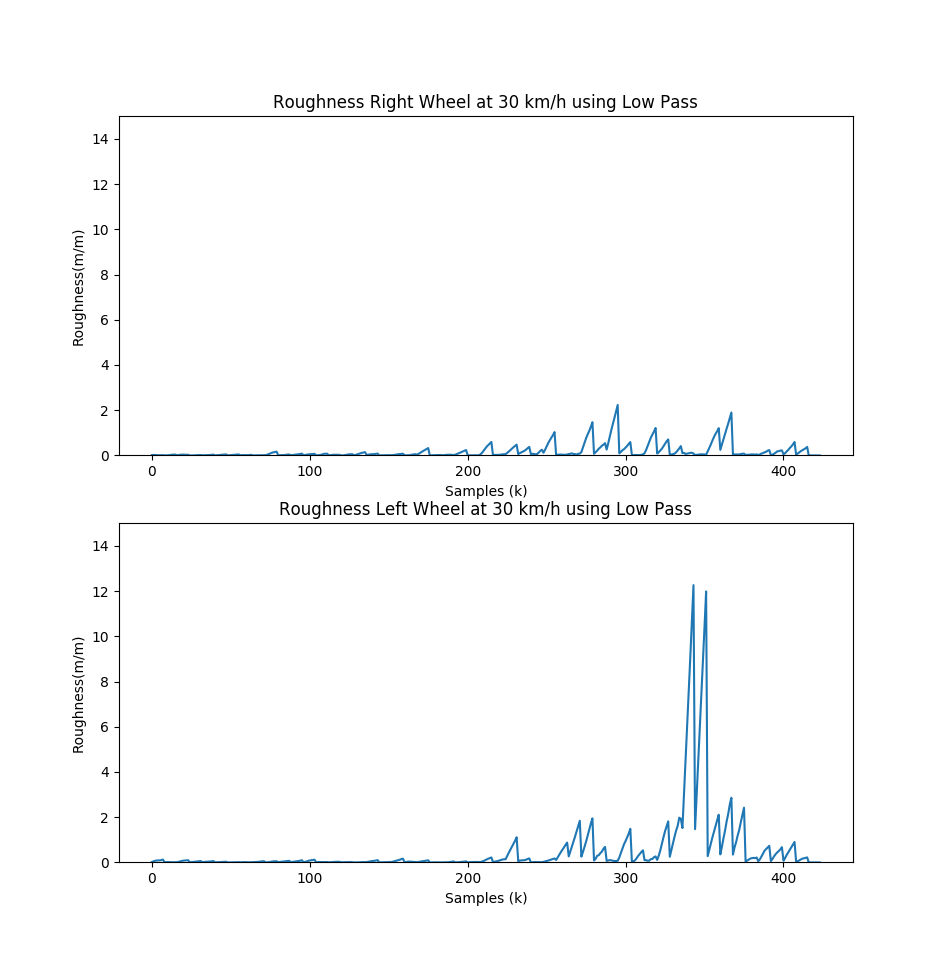 Roughness Right Wheel at 30 km/h using Low Pass
14
12
10
8
6
4
2
0
Roughness(m/m)
0 100 200 300 400
Samples (k)
Roughness Left Wheel at 30 km/h using Low Pass
14
12
10
8
6
4
2
0
Roughness(m/m)
0 100 200 300 400
Samples (k)